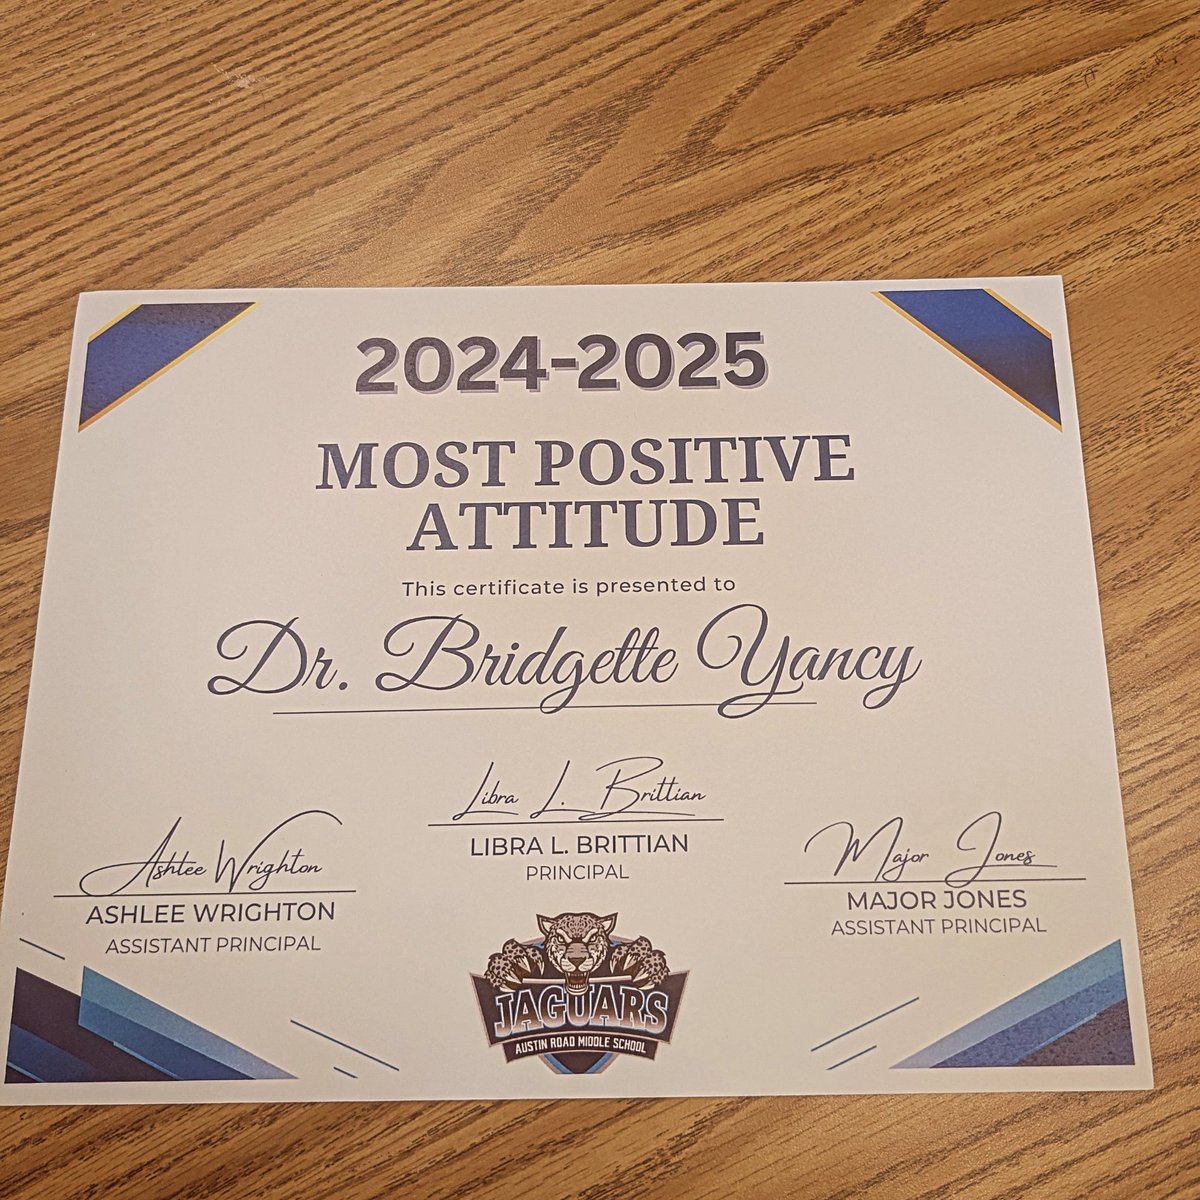 2024-2025
MOST POSITIVE
ATTITUDE
This certificate is presented to
Dr. Bridgette Yancy
Libra L. Brittian
LIBRA L. BRITTIAN
PRINCIPAL
Ashlee Wrighton
ASHLEE WRIGHTON
ASSISTANT PRINCIPAL
Major Jones
MAJOR JONES
ASSISTANT PRINCIPAL
JAGUARS
AUSTIN ROAD MIDDLE SCHOOL